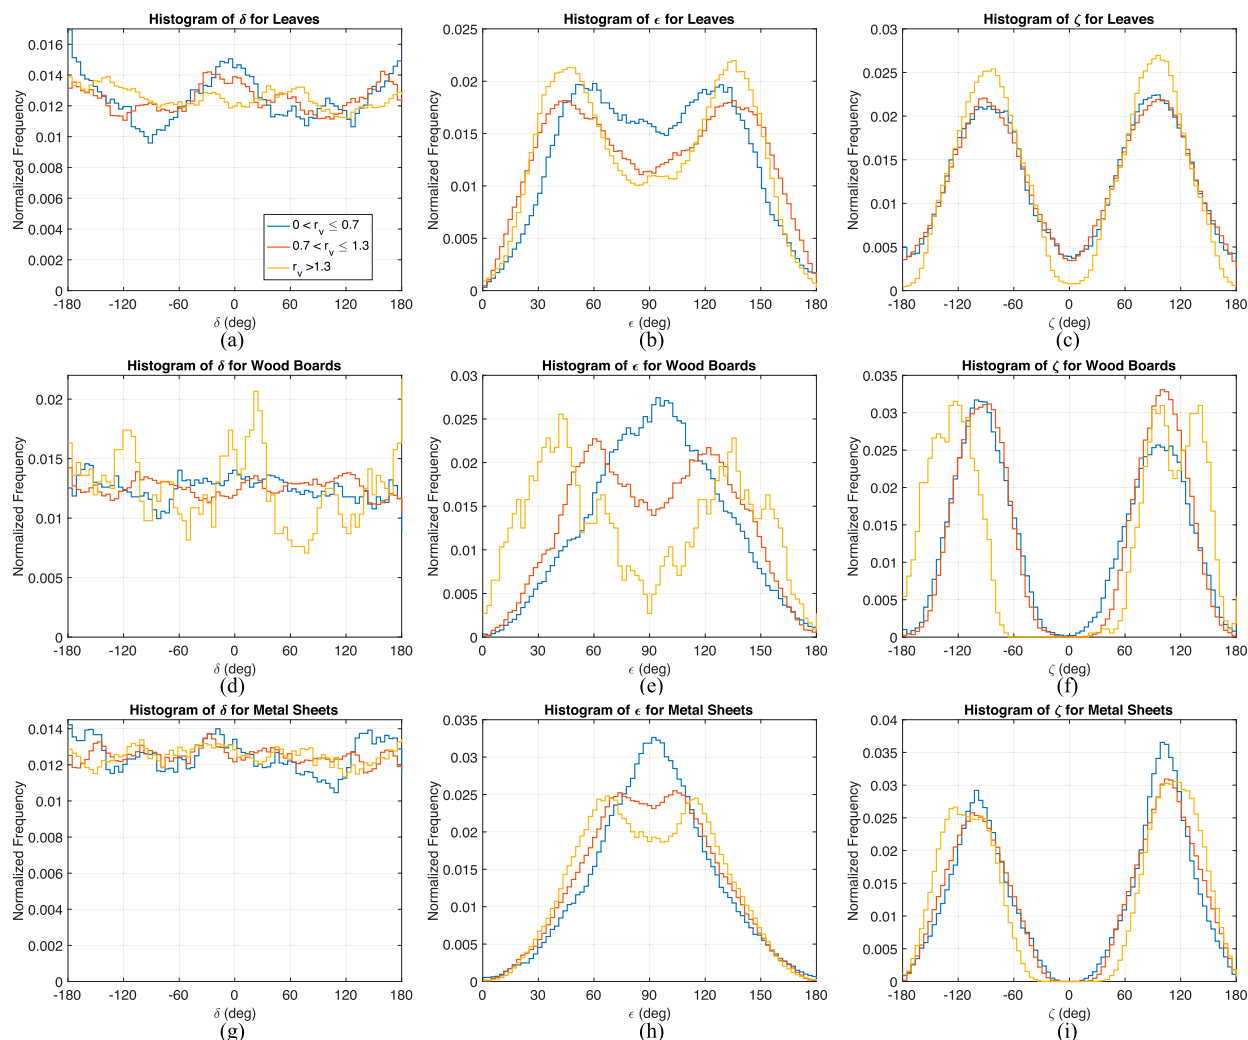 Histogram of δ for Leaves
Normalized Frequency
0.016
0.014
0.012
0.01
0.008
0.006
0.004
0.002
0
0 < r_v ≤ 0.7
0.7 < r_v ≤ 1.3
r_v >1.3
-180 -120 -60 0 60 120 180
δ (deg)
(a)
Histogram of ϵ for Leaves
Normalized Frequency
0.025
0.02
0.015
0.01
0.005
0
0 30 60 90 120 150 180
ϵ (deg)
(b)
Histogram of ζ for Leaves
Normalized Frequency
0.03
0.025
0.02
0.015
0.01
0.005
0
-180 -120 -60 0 60 120 180
ζ (deg)
(c)
Histogram of δ for Wood Boards
Normalized Frequency
0.02
0.015
0.01
0.005
0
-180 -120 -60 0 60 120 180
δ (deg)
(d)
Histogram of ϵ for Wood Boards
Normalized Frequency
0.03
0.025
0.02
0.015
0.01
0.005
0
0 30 60 90 120 150 180
ϵ (deg)
(e)
Histogram of ζ for Wood Boards
Normalized Frequency
0.035
0.03
0.025
0.02
0.015
0.01
0.005
0
-180 -120 -60 0 60 120 180
ζ (deg)
(f)
Histogram of δ for Metal Sheets
Normalized Frequency
0.014
0.012
0.01
0.008
0.006
0.004
0.002
0
-180 -120 -60 0 60 120 180
δ (deg)
(g)
Histogram of ϵ for Metal Sheets
Normalized Frequency
0.035
0.03
0.025
0.02
0.015
0.01
0.005
0
0 30 60 90 120 150 180
ϵ (deg)
(h)
Histogram of ζ for Metal Sheets
Normalized Frequency
0.04
0.035
0.03
0.025
0.02
0.015
0.01
0.005
0
-180 -120 -60 0 60 120 180
ζ (deg)
(i)